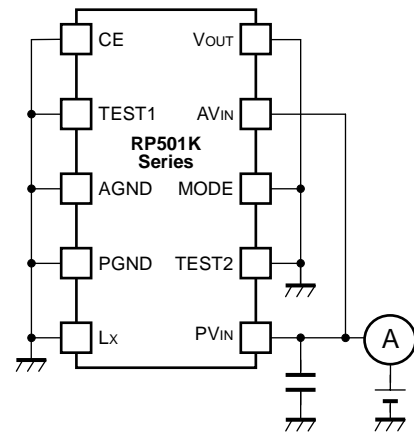 CE VOUT
TEST1 AVIN
RP501K
Series
AGND MODE
PGND TEST2
LX PVIN
A